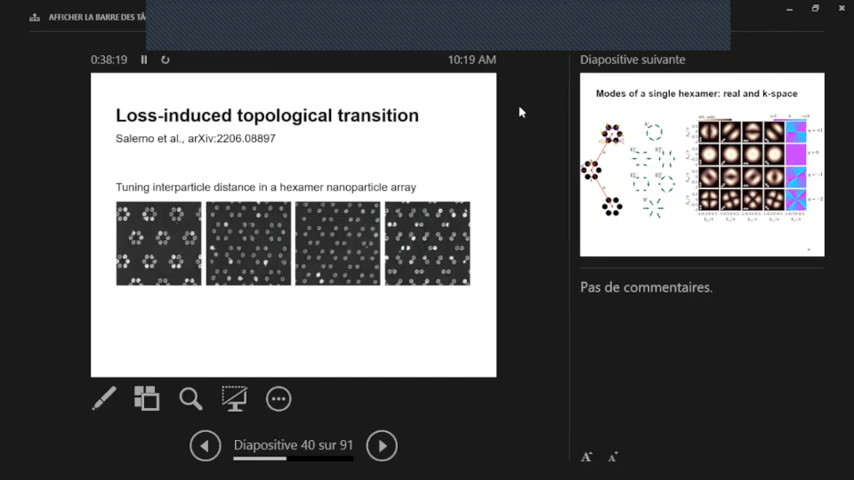 AFFICHER LA BARRE DES TÂ
0:38:19
10:19 AM
Diapositive suivante
Loss-induced topological transition
Salerno et al., arXiv:2206.08897
Tuning interparticle distance in a hexamer nanoparticle array
Modes of a single hexamer: real and k-space
Pas de commentaires.
Diapositive 40 sur 91
A
A